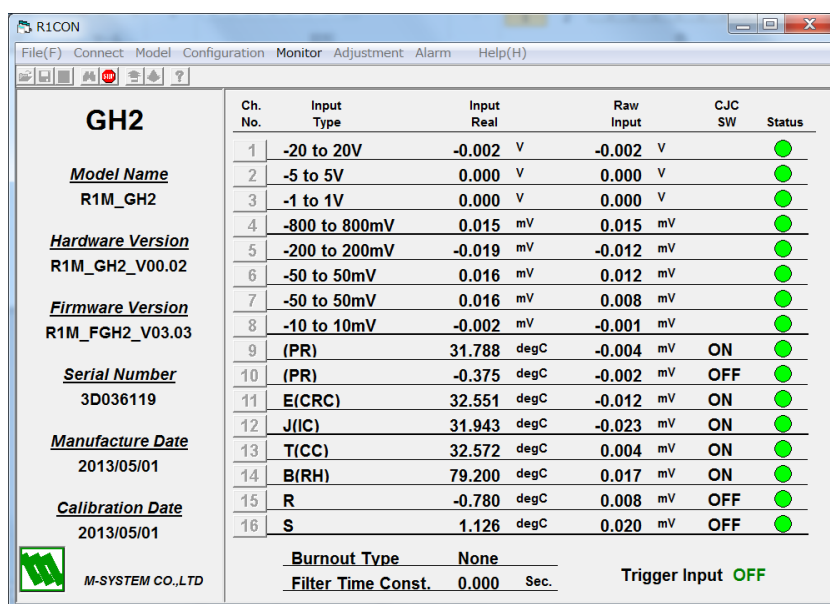 R1CON
File(F) Connect Model Configuration Monitor Adjustment Alarm Help(H)
STOP ?
GH2
Model Name
R1M_GH2
Hardware Version
R1M_GH2_V00.02
Firmware Version
R1M_FGH2_V03.03
Serial Number
3D036119
Manufacture Date
2013/05/01
Calibration Date
2013/05/01
M-SYSTEM CO.,LTD
Ch. No. Input Type Input Real Raw Input CJC SW Status
1 -20 to 20V -0.002 V -0.002 V
2 -5 to 5V 0.000 V 0.000 V
3 -1 to 1V 0.000 V 0.000 V
4 -800 to 800mV 0.015 mV 0.015 mV
5 -200 to 200mV -0.019 mV -0.012 mV
6 -50 to 50mV 0.016 mV 0.012 mV
7 -50 to 50mV 0.016 mV 0.008 mV
8 -10 to 10mV -0.002 mV -0.001 mV
9 (PR) 31.788 degC -0.004 mV ON
10 (PR) -0.375 degC -0.002 mV OFF
11 E(CRC) 32.551 degC -0.012 mV ON
12 J(IC) 31.943 degC -0.023 mV ON
13 T(CC) 32.572 degC 0.004 mV ON
14 B(RH) 79.200 degC 0.017 mV ON
15 R -0.780 degC 0.008 mV OFF
16 S 1.126 degC 0.020 mV OFF
Burnout Type None
Filter Time Const. 0.000 Sec.
Trigger Input OFF